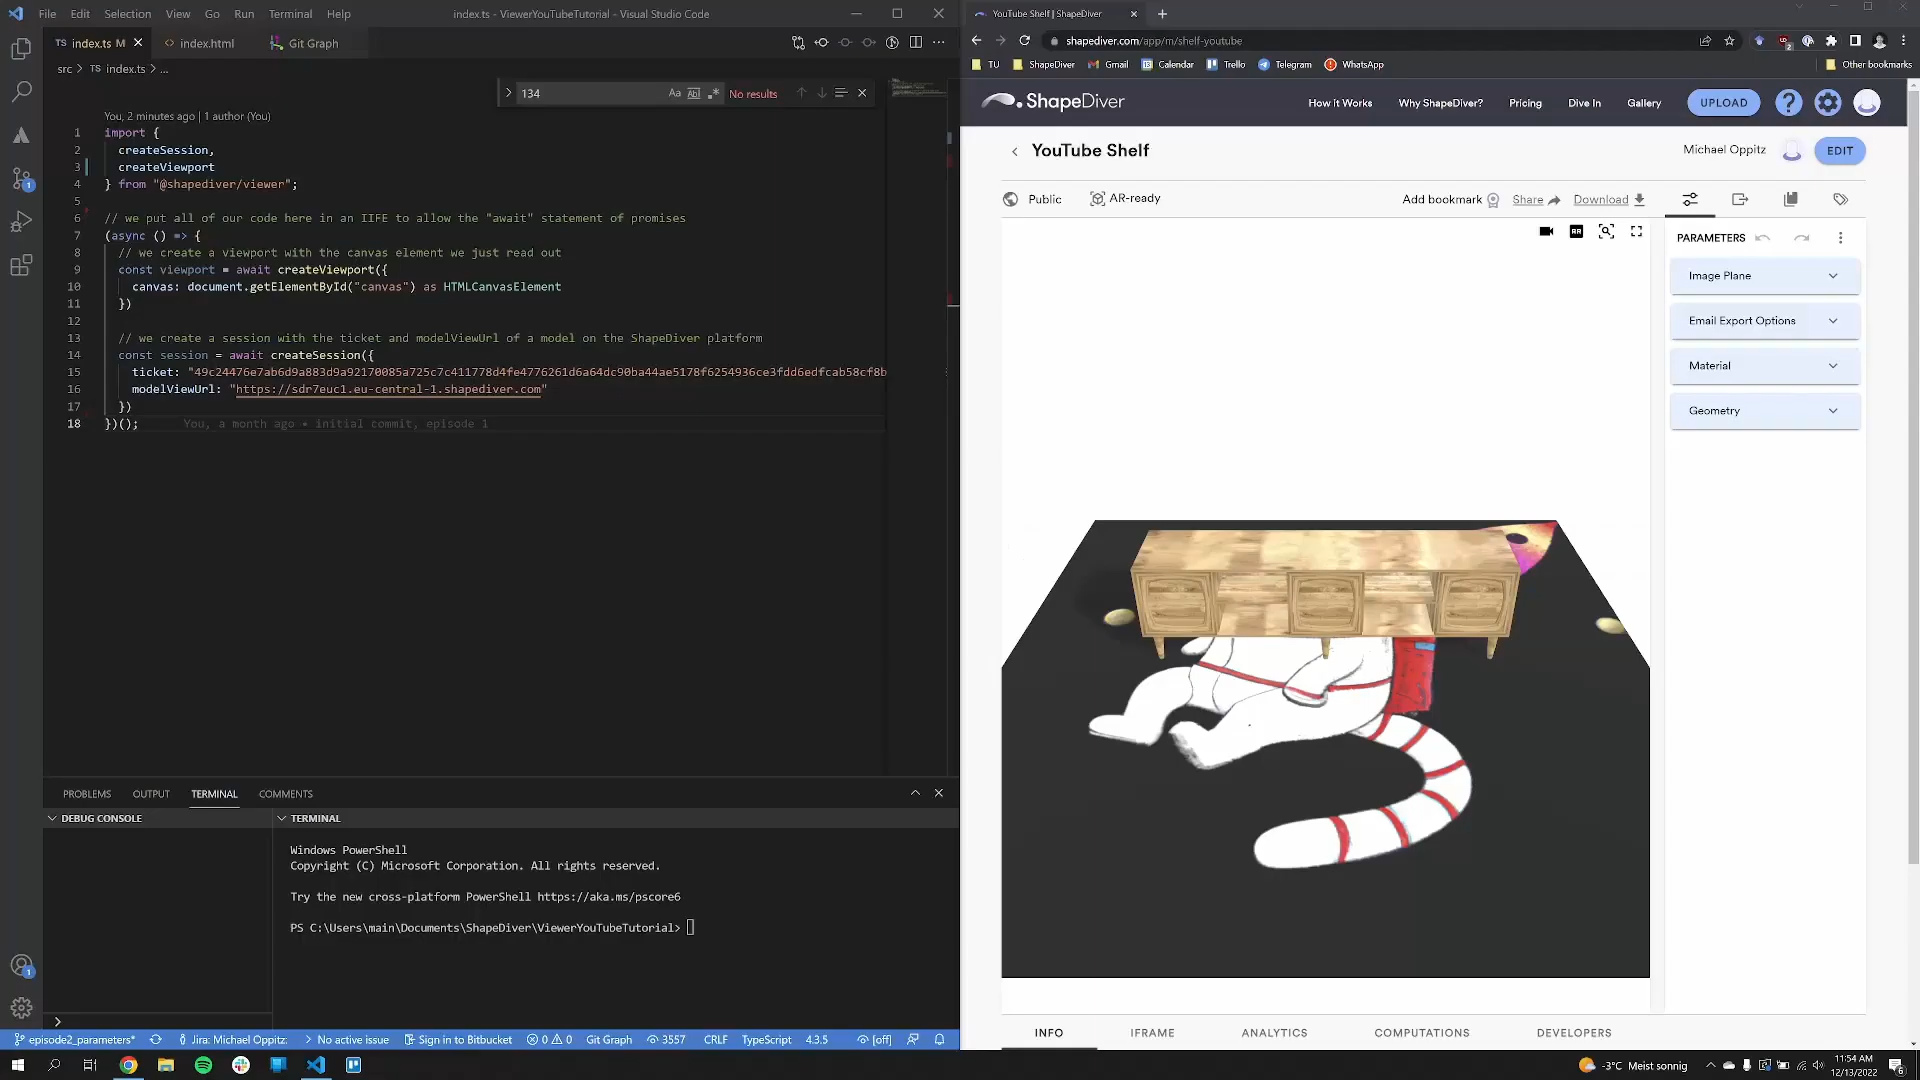 File Edit Selection View Go Run Terminal Help
index.ts - ViewerYouTubeTutorial - Visual Studio Code
TS index.ts M
index.html
Git Graph
src > TS index.ts > ...
134
Aa
No results
You, 2 minutes ago | 1 author (You)
1 import {
2 createSession,
3 createViewport
4 } from "@shapediver/viewer";
5
6 // we put all of our code here in an IIFE to allow the "await" statement of promises
7 (async () => {
8 // we create a viewport with the canvas element we just read out
9 const viewport = await createViewport({
10 canvas: document.getElementById("canvas") as HTMLCanvasElement
11 })
12
13 // we create a session with the ticket and modelViewUrl of a model on the ShapeDiver platform
14 const session = await createSession({
15 ticket: "49c24476e7ab6d9a883d9a92170085a725c7c411778d4fe4776261d6a64dc90ba44ae5178f6254936ce3fdd6edfcab58cf8b
16 modelViewUrl: "https://sdr7euc1.eu-central-1.shapediver.com"
17 })
18 })(); You, a month ago • initial commit, episode 1
PROBLEMS OUTPUT TERMINAL COMMENTS
DEBUG CONSOLE
TERMINAL
Windows PowerShell
Copyright (C) Microsoft Corporation. All rights reserved.
Try the new cross-platform PowerShell https://aka.ms/pscore6
PS C:\Users\main\Documents\ShapeDiver\ViewerYouTubeTutorial>
episode2_parameters* Jira: Michael Oppitz: No active issue Sign in to Bitbucket 0 0 Git Graph 3557 CRLF TypeScript 4.3.5 [off]
YouTube Shelf | ShapeDiver
shapediver.com/app/m/shelf-youtube
TU ShapeDiver Gmail Calendar Trello Telegram WhatsApp Other bookmarks
ShapeDiver
How it Works Why ShapeDiver? Pricing Dive In Gallery UPLOAD ?
YouTube Shelf
Michael Oppitz EDIT
Public AR-ready
Add bookmark Share Download
PARAMETERS
Image Plane
Email Export Options
Material
Geometry
INFO IFRAME ANALYTICS COMPUTATIONS DEVELOPERS
-3°C Meist sonnig
11:54 AM
12/13/2022